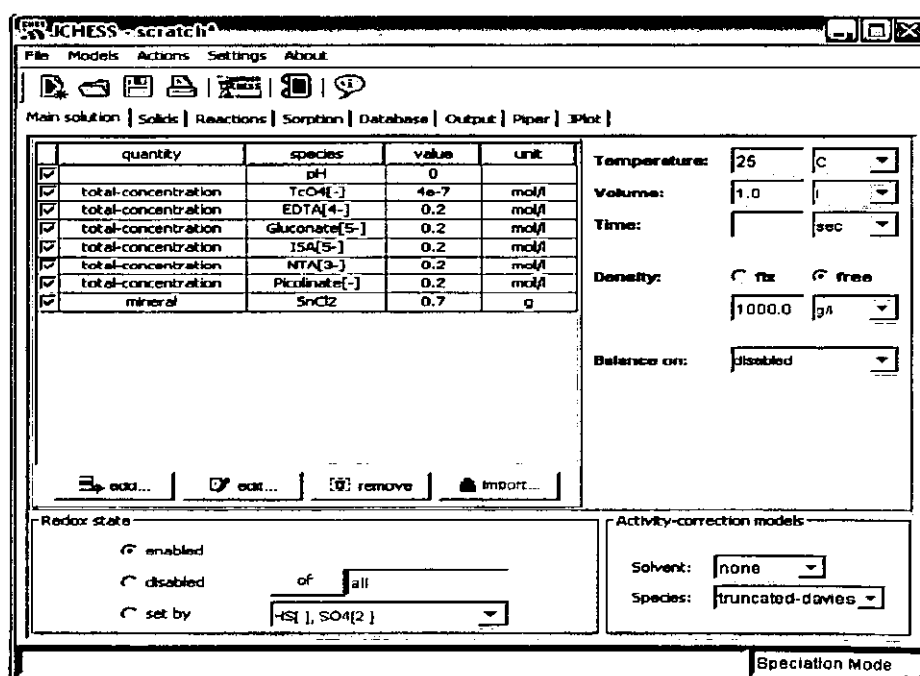 JCHESS - scratch*
File Models Actions Settings About
Main solution Solids Reactions Sorption Database Output Piper JPlot
quantity species value unit
pH 0
total-concentration TcO4[-] 4e-7 mol/l
total-concentration EDTA[4-] 0.2 mol/l
total-concentration Gluconate[5-] 0.2 mol/l
total-concentration ISA[5-] 0.2 mol/l
total-concentration NTA[3-] 0.2 mol/l
total-concentration Picolinate[-] 0.2 mol/l
mineral SnCl2 0.7 g
add... edit... remove import...
Temperature: 25 C
Volume: 1.0 l
Time: sec
Density: fix free
1000.0 g/l
Balance on: disabled
Redox state
enabled
disabled of all
set by HS[ ], SO4[2 ]
Activity-correction models
Solvent: none
Species: truncated-davies
Speciation Mode